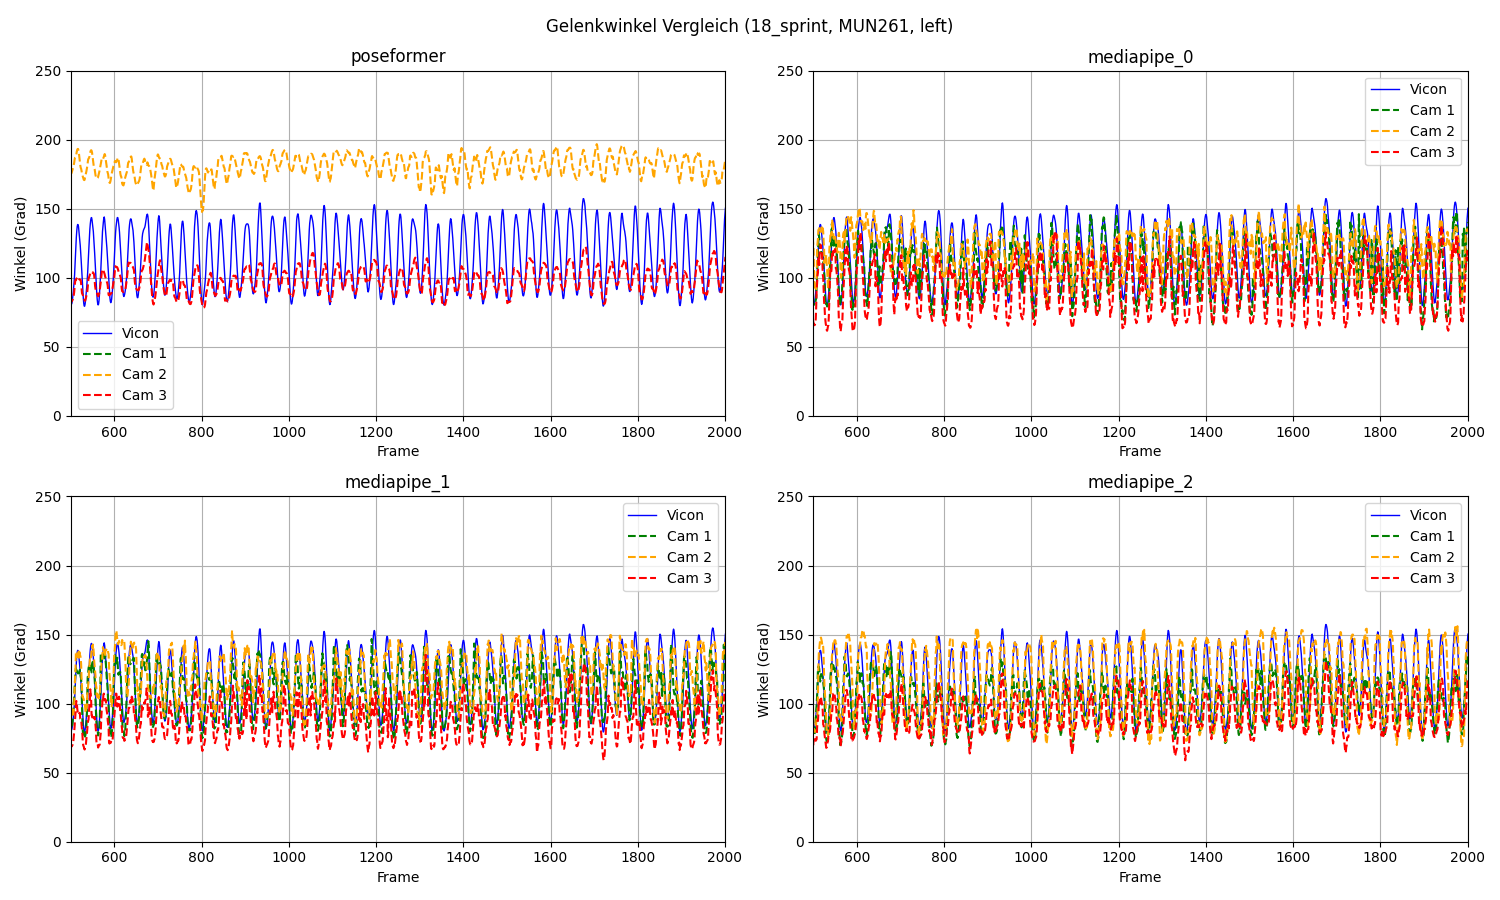 Gelenkwinkel Vergleich (18_sprint, MUN261, left)
poseformer
250
200
150
100
50
0
Winkel (Grad)
Vicon
Cam 1
Cam 2
Cam 3
600 800 1000 1200 1400 1600 1800 2000
Frame
mediapipe_0
250
200
150
100
50
0
Winkel (Grad)
Vicon
Cam 1
Cam 2
Cam 3
600 800 1000 1200 1400 1600 1800 2000
Frame
mediapipe_1
250
200
150
100
50
0
Winkel (Grad)
Vicon
Cam 1
Cam 2
Cam 3
600 800 1000 1200 1400 1600 1800 2000
Frame
mediapipe_2
250
200
150
100
50
0
Winkel (Grad)
Vicon
Cam 1
Cam 2
Cam 3
600 800 1000 1200 1400 1600 1800 2000
Frame